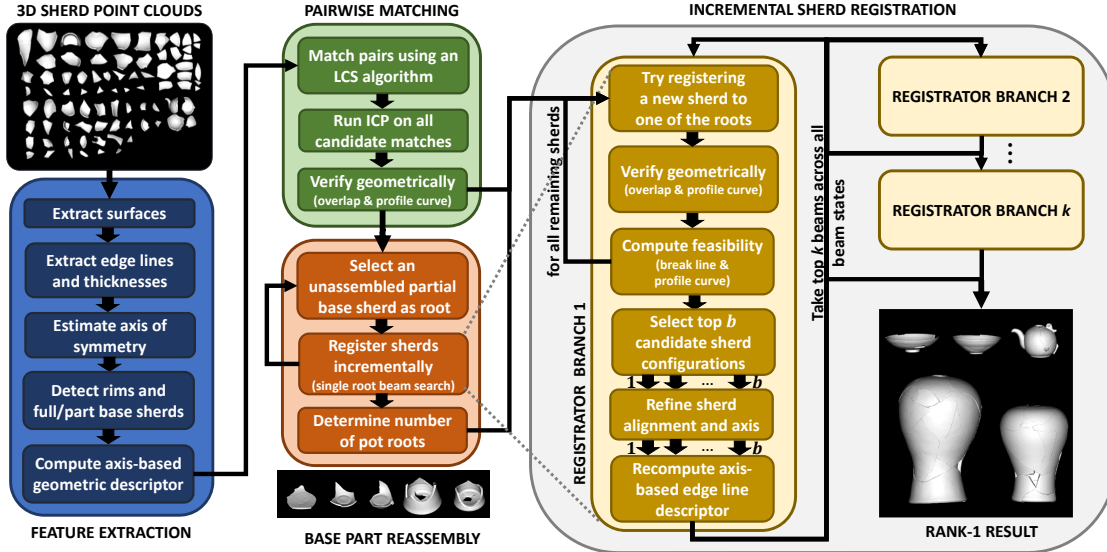 3D SHERD POINT CLOUDS
Extract surfaces
Extract edge lines
and thicknesses
Estimate axis of
symmetry
Detect rims and
full/part base sherds
Compute axis-based
geometric descriptor
FEATURE EXTRACTION
PAIRWISE MATCHING
Match pairs using an
LCS algorithm
Run ICP on all
candidate matches
Verify geometrically
(overlap & profile curve)
Select an
unassembled partial
base sherd as root
Register sherds
incrementally
(single root beam search)
Determine number
of pot roots
BASE PART REASSEMBLY
INCREMENTAL SHERD REGISTRATION
for all remaining sherds
REGISTRATOR BRANCH 1
Try registering
a new sherd to
one of the roots
Verify geometrically
(overlap & profile curve)
Compute feasibility
(break line &
profile curve)
Select top b
candidate sherd
configurations
1 ... b
Refine sherd
alignment and axis
1 ... b
Recompute axis-
based edge line
descriptor
Take top k beams across all
beam states
REGISTRATOR BRANCH 2
...
REGISTRATOR BRANCH k
RANK-1 RESULT